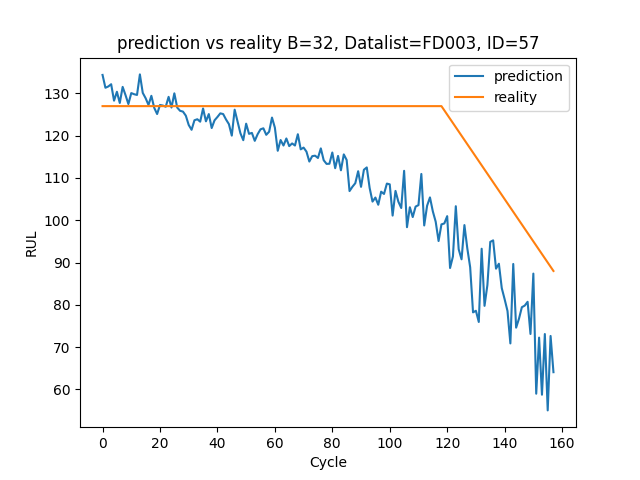 prediction vs reality B=32, Datalist=FD003, ID=57
prediction
reality
RUL
130
120
110
100
90
80
70
60
0 20 40 60 80 100 120 140 160
Cycle